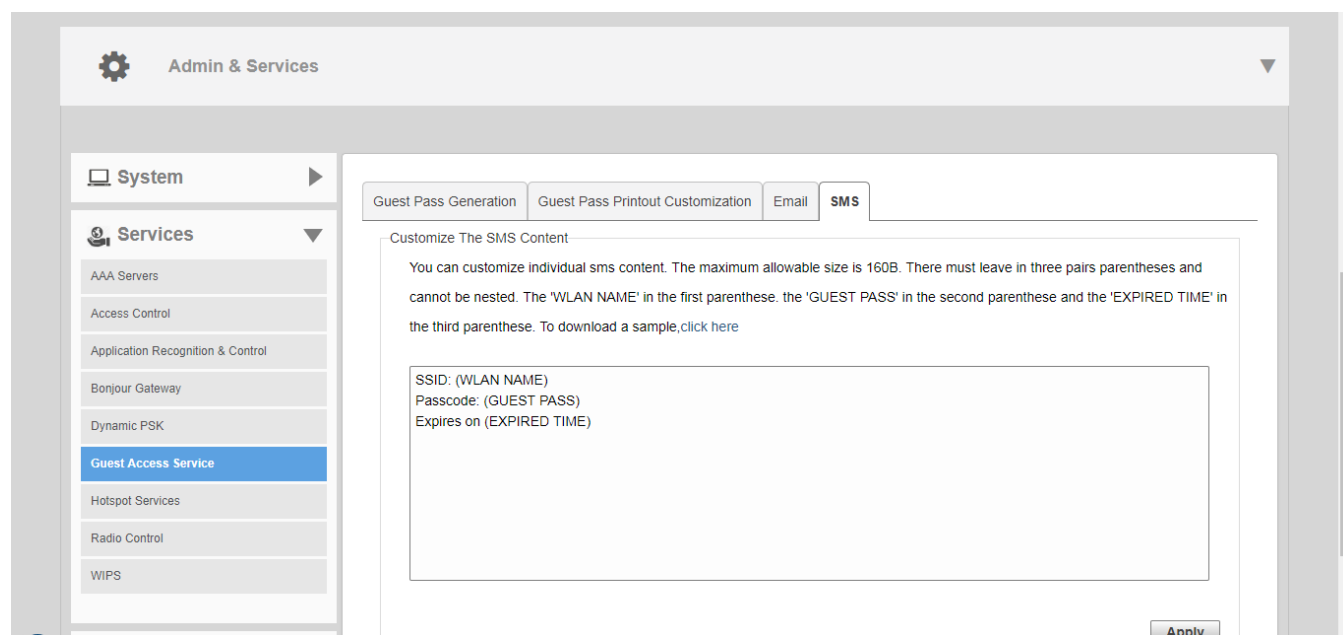 Admin & Services
System
Services
AAA Servers
Access Control
Application Recognition & Control
Bonjour Gateway
Dynamic PSK
Guest Access Service
Hotspot Services
Radio Control
WIPS
Guest Pass Generation
Guest Pass Printout Customization
Email
SMS
Customize The SMS Content
You can customize individual sms content. The maximum allowable size is 160B. There must leave in three pairs parentheses and
cannot be nested. The 'WLAN NAME' in the first parenthese. the 'GUEST PASS' in the second parenthese and the 'EXPIRED TIME' in
the third parenthese. To download a sample,click here
SSID: (WLAN NAME)
Passcode: (GUEST PASS)
Expires on (EXPIRED TIME)
Apply